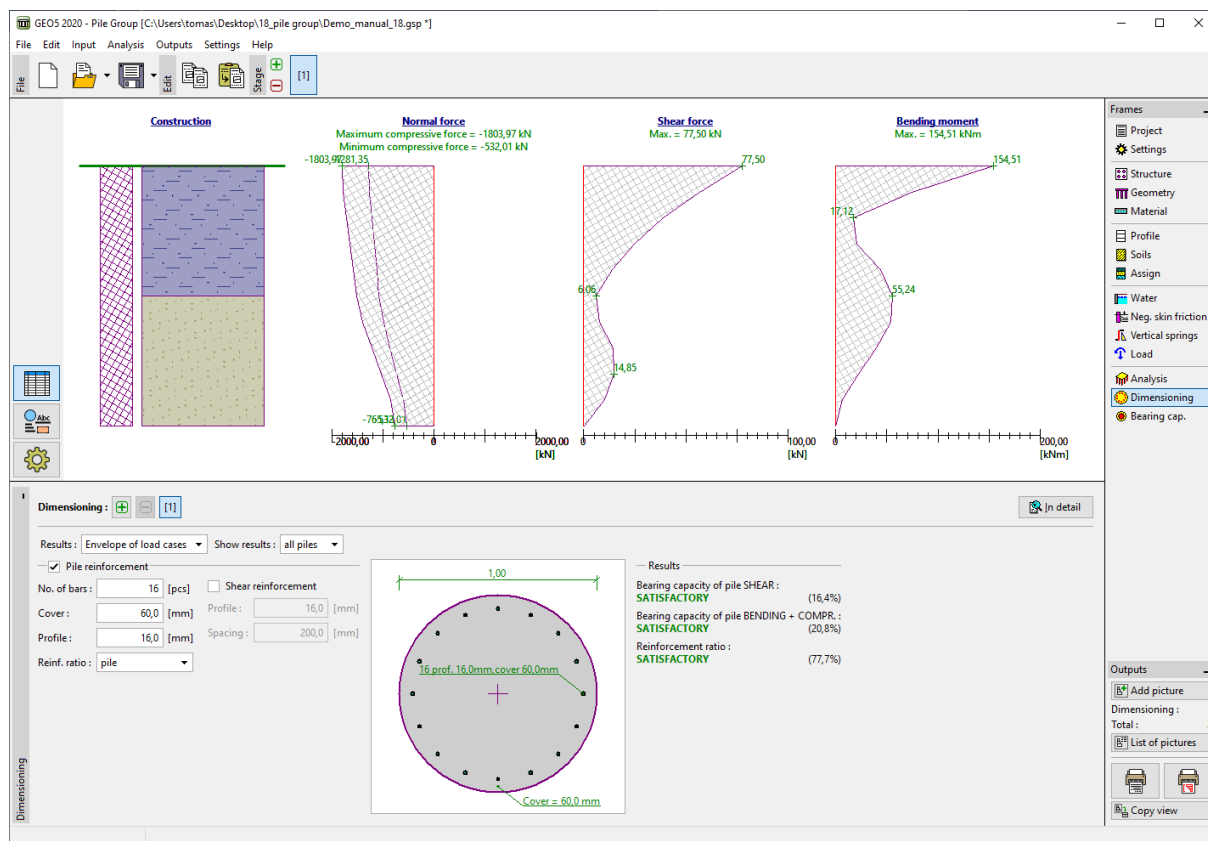 GEO5 2020 - Pile Group [C:\Users\tomas\Desktop\18_pile group\Demo_manual_18.gsp *]
File Edit Input Analysis Outputs Settings Help
File
Edit
Stage
[1]
Construction
Normal force
Maximum compressive force = -1803,97 kN
Minimum compressive force = -532,01 kN
-1803,97
1281,35
-532,01
-2000,00 0 2000,00
[kN]
Shear force
Max. = 77,50 kN
77,50
6,06
14,85
0 100,00
[kN]
Bending moment
Max. = 154,51 kNm
154,51
17,12
55,24
0 200,00
[kNm]
Frames
Project
Settings
Structure
Geometry
Material
Profile
Soils
Assign
Water
Neg. skin friction
Vertical springs
Load
Analysis
Dimensioning
Bearing cap.
Abc
Dimensioning : [1]
In detail
Results : Envelope of load cases Show results : all piles
Pile reinforcement
No. of bars : 16 [pcs]
Cover : 60,0 [mm]
Profile : 16,0 [mm]
Reinf. ratio : pile
Shear reinforcement
Profile : 16,0 [mm]
Spacing : 200,0 [mm]
1,00
16 prof. 16,0mm,cover 60,0mm
Cover = 60,0 mm
Results
Bearing capacity of pile SHEAR :
SATISFACTORY (16,4%)
Bearing capacity of pile BENDING + COMPR. :
SATISFACTORY (20,8%)
Reinforcement ratio :
SATISFACTORY (77,7%)
Dimensioning
Outputs
Add picture
Dimensioning :
Total :
List of pictures
Copy view